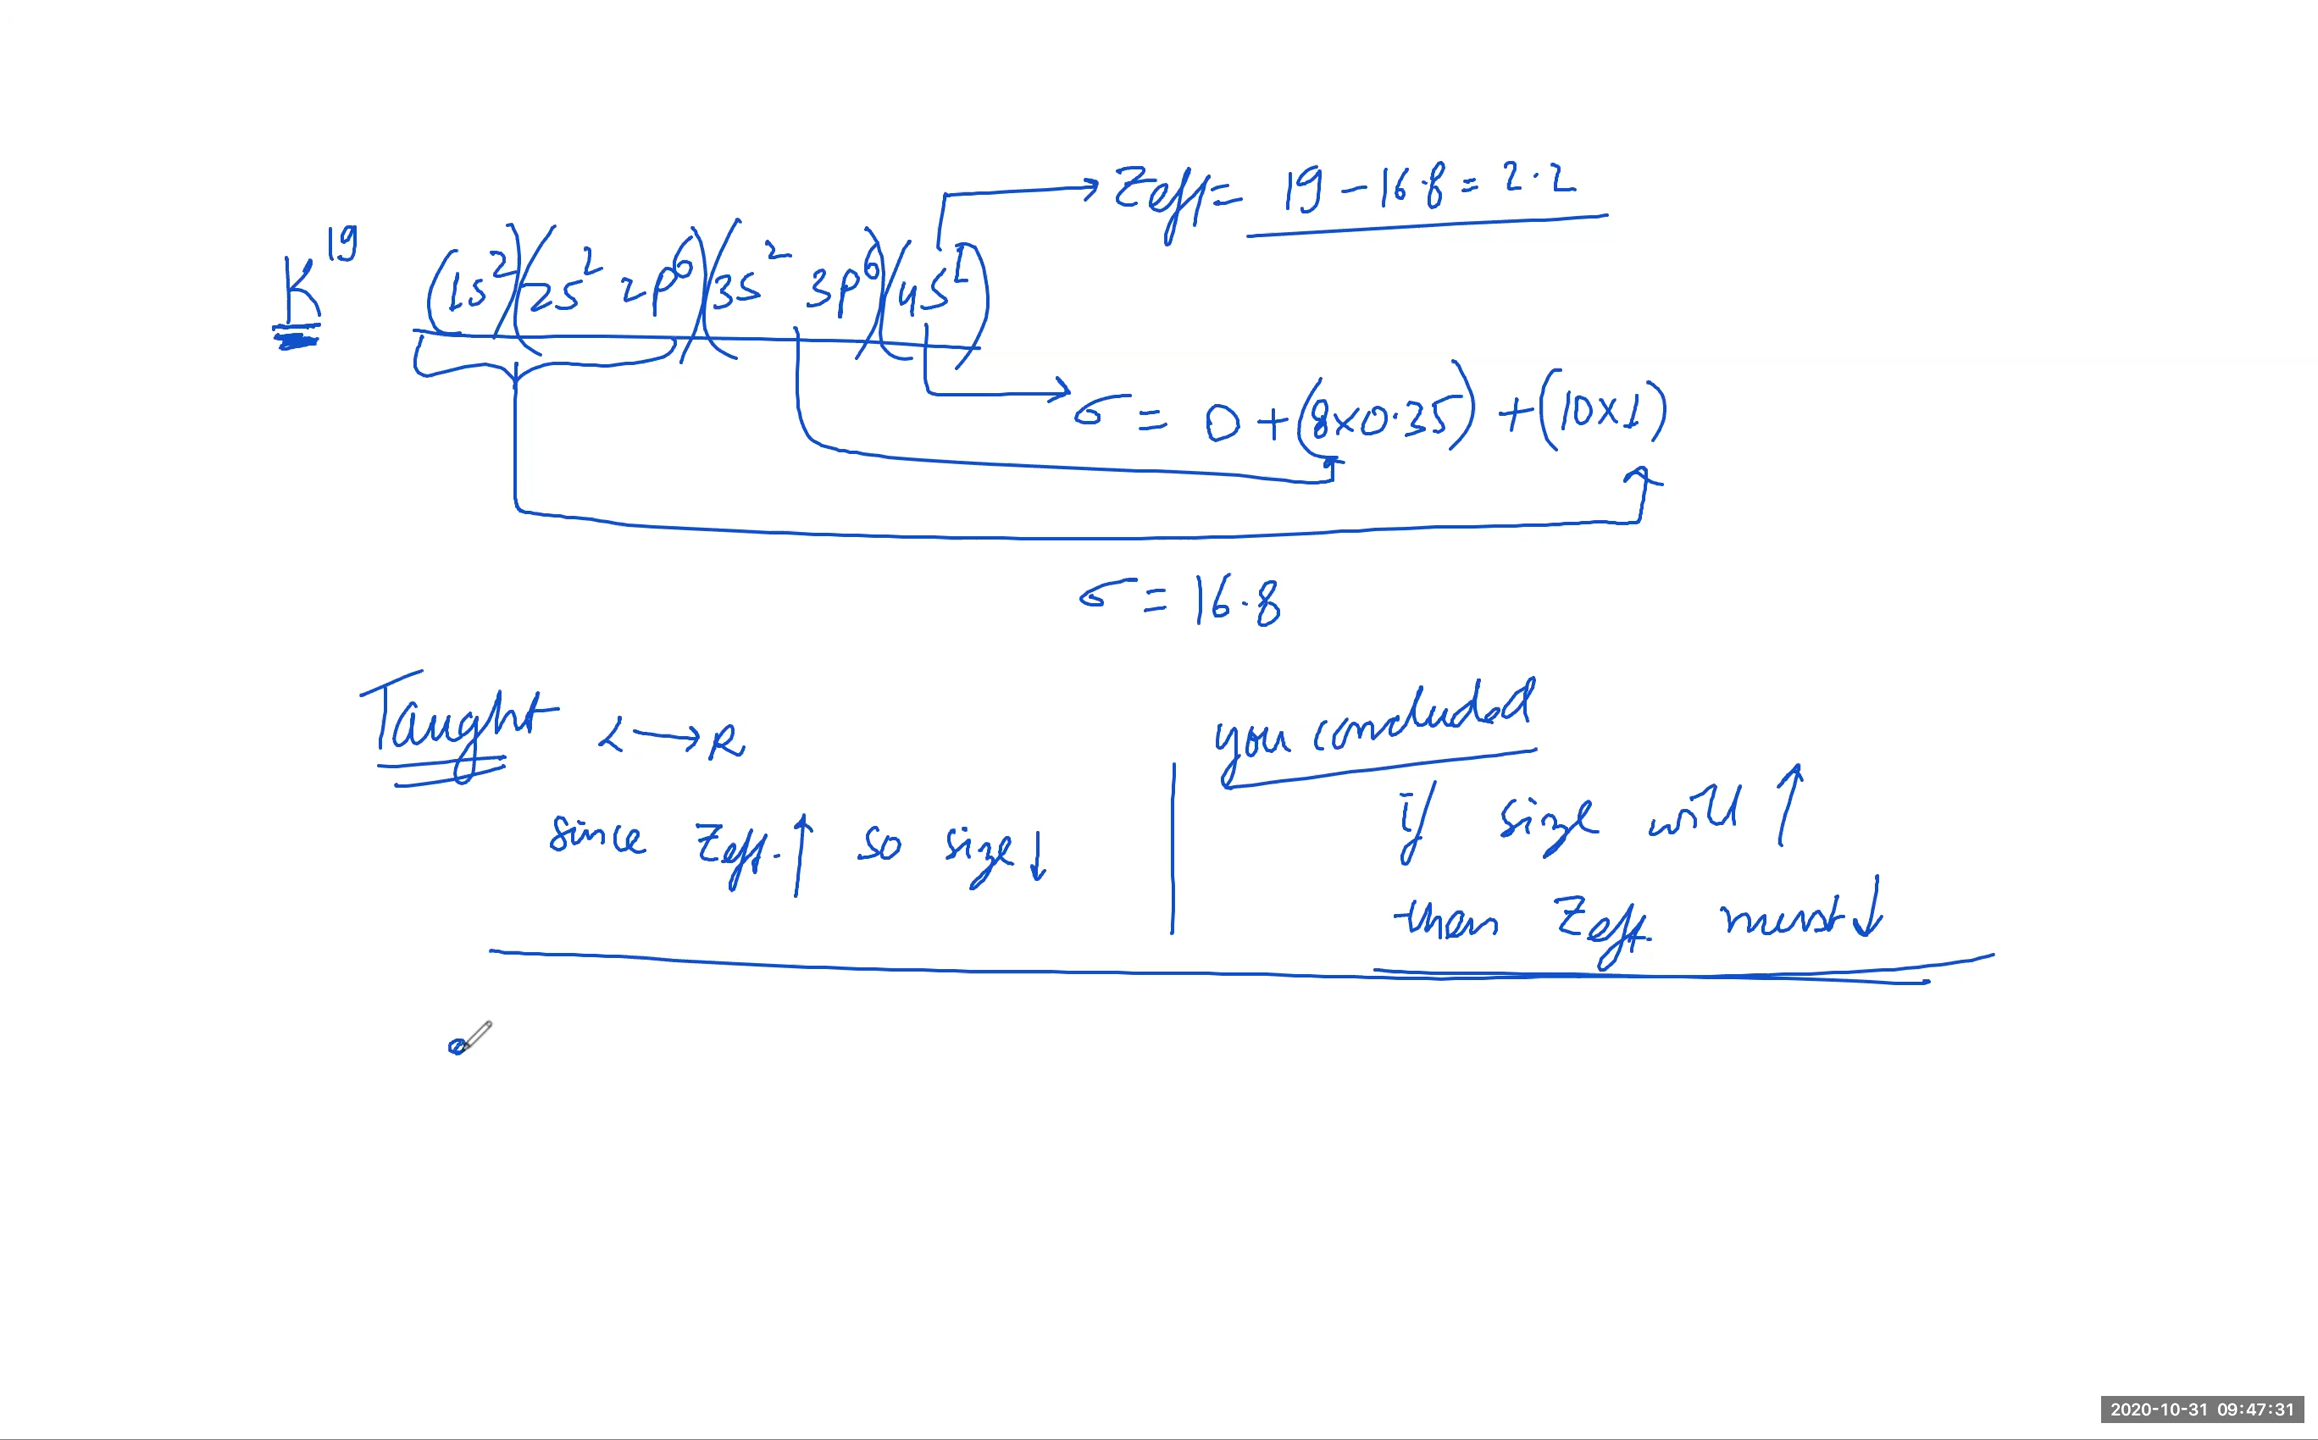 Zeff = 19 - 16.8 = 2.2
K¹⁹ (1s²)(2s² 2p⁶)(3s² 3p⁶)(4s¹)
σ = 0 + (8×0.35) + (10×1)
σ = 16.8
Taught L → R
you concluded
since Zeff. ↑ so size ↓
if size will ↑
then Zeff. must ↓
2020-10-31 09:47:31